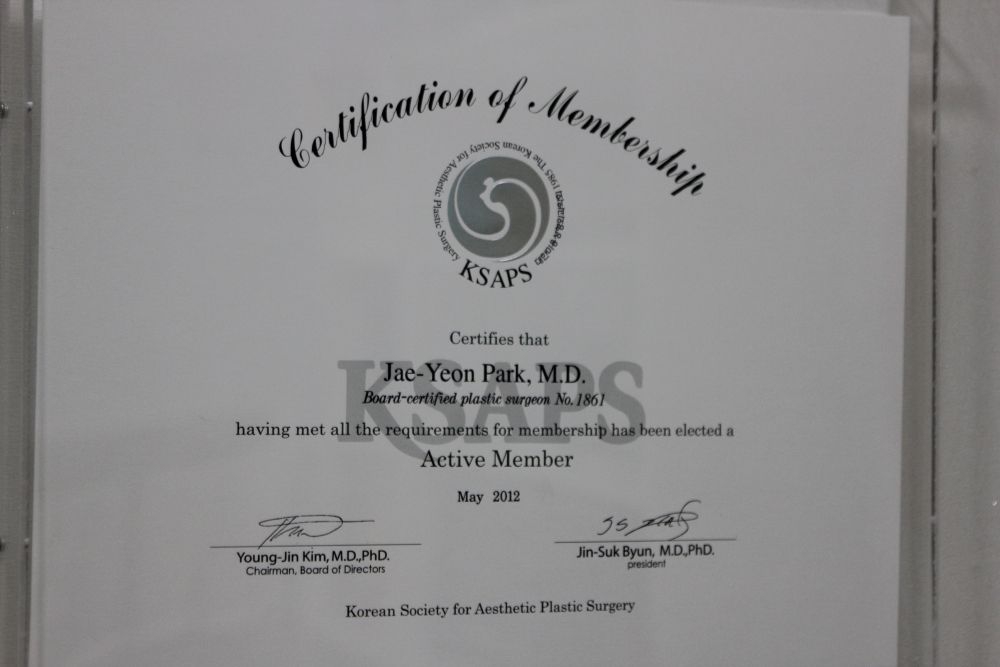 Certification of Membership
1985 The Korean Society for Aesthetic Plastic Surgery
KSAPS
Certifies that
KSAPS
Jae-Yeon Park, M.D.
Board-certified plastic surgeon No.1861
having met all the requirements for membership has been elected a
Active Member
May 2012
JS
Young-Jin Kim, M.D.,PhD.
Jin-Suk Byun, M.D.,PhD.
Chairman, Board of Directors
president
Korean Society for Aesthetic Plastic Surgery